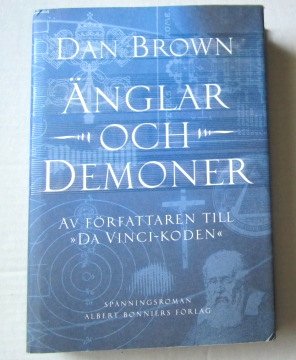 DAN BROWN
ÄNGLAR
OCH
DEMONER
AV FÖRFATTAREN TILL
»DA VINCI-KODEN«
SPÄNNINGSROMAN
ALBERT BONNIERS FÖRLAG